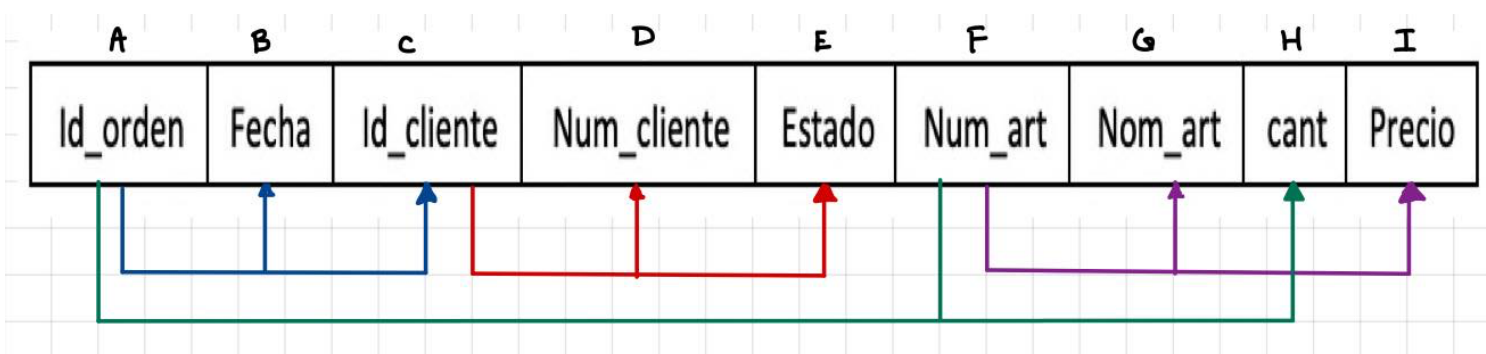 A B C D E F G H I
Id_orden Fecha Id_cliente Num_cliente Estado Num_art Nom_art cant Precio